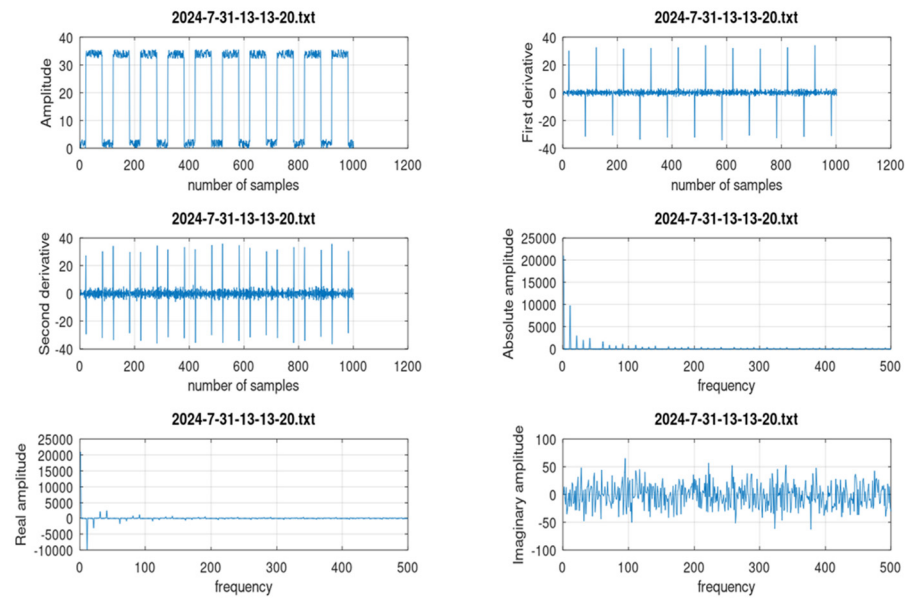 2024-7-31-13-13-20.txt
40
30
20
10
0
Amplitude
0 200 400 600 800 1000 1200
number of samples
2024-7-31-13-13-20.txt
40
20
0
-20
-40
First derivative
0 200 400 600 800 1000 1200
number of samples
2024-7-31-13-13-20.txt
40
20
0
-20
-40
Second derivative
0 200 400 600 800 1000 1200
number of samples
2024-7-31-13-13-20.txt
25000
20000
15000
10000
5000
0
Absolute amplitude
0 100 200 300 400 500
frequency
2024-7-31-13-13-20.txt
25000
20000
15000
10000
5000
0
-5000
-10000
Real amplitude
0 100 200 300 400 500
frequency
2024-7-31-13-13-20.txt
100
50
0
-50
-100
Imaginary amplitude
0 100 200 300 400 500
frequency